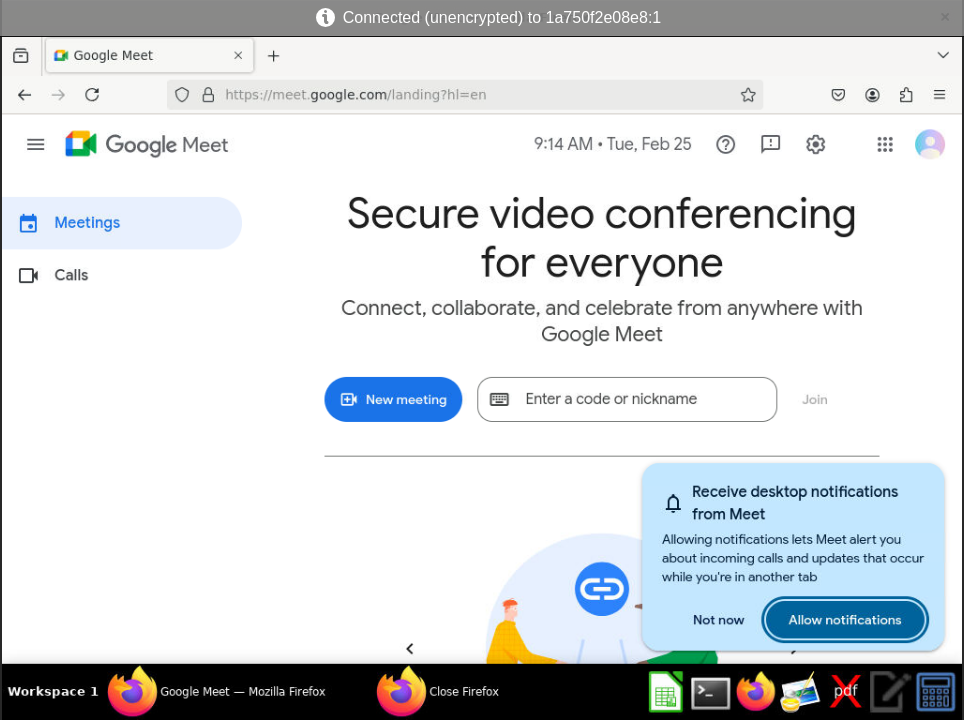 Connected (unencrypted) to 1a750f2e08e8:1
Google Meet
https://meet.google.com/landing?hl=en
Google Meet
9:14 AM • Tue, Feb 25
Meetings
Calls
Secure video conferencing
for everyone
Connect, collaborate, and celebrate from anywhere with
Google Meet
New meeting
Enter a code or nickname
Join
Receive desktop notifications
from Meet
Allowing notifications lets Meet alert you
about incoming calls and updates that occur
while you're in another tab
Not now
Allow notifications
Workspace 1
Google Meet — Mozilla Firefox
Close Firefox
pdf